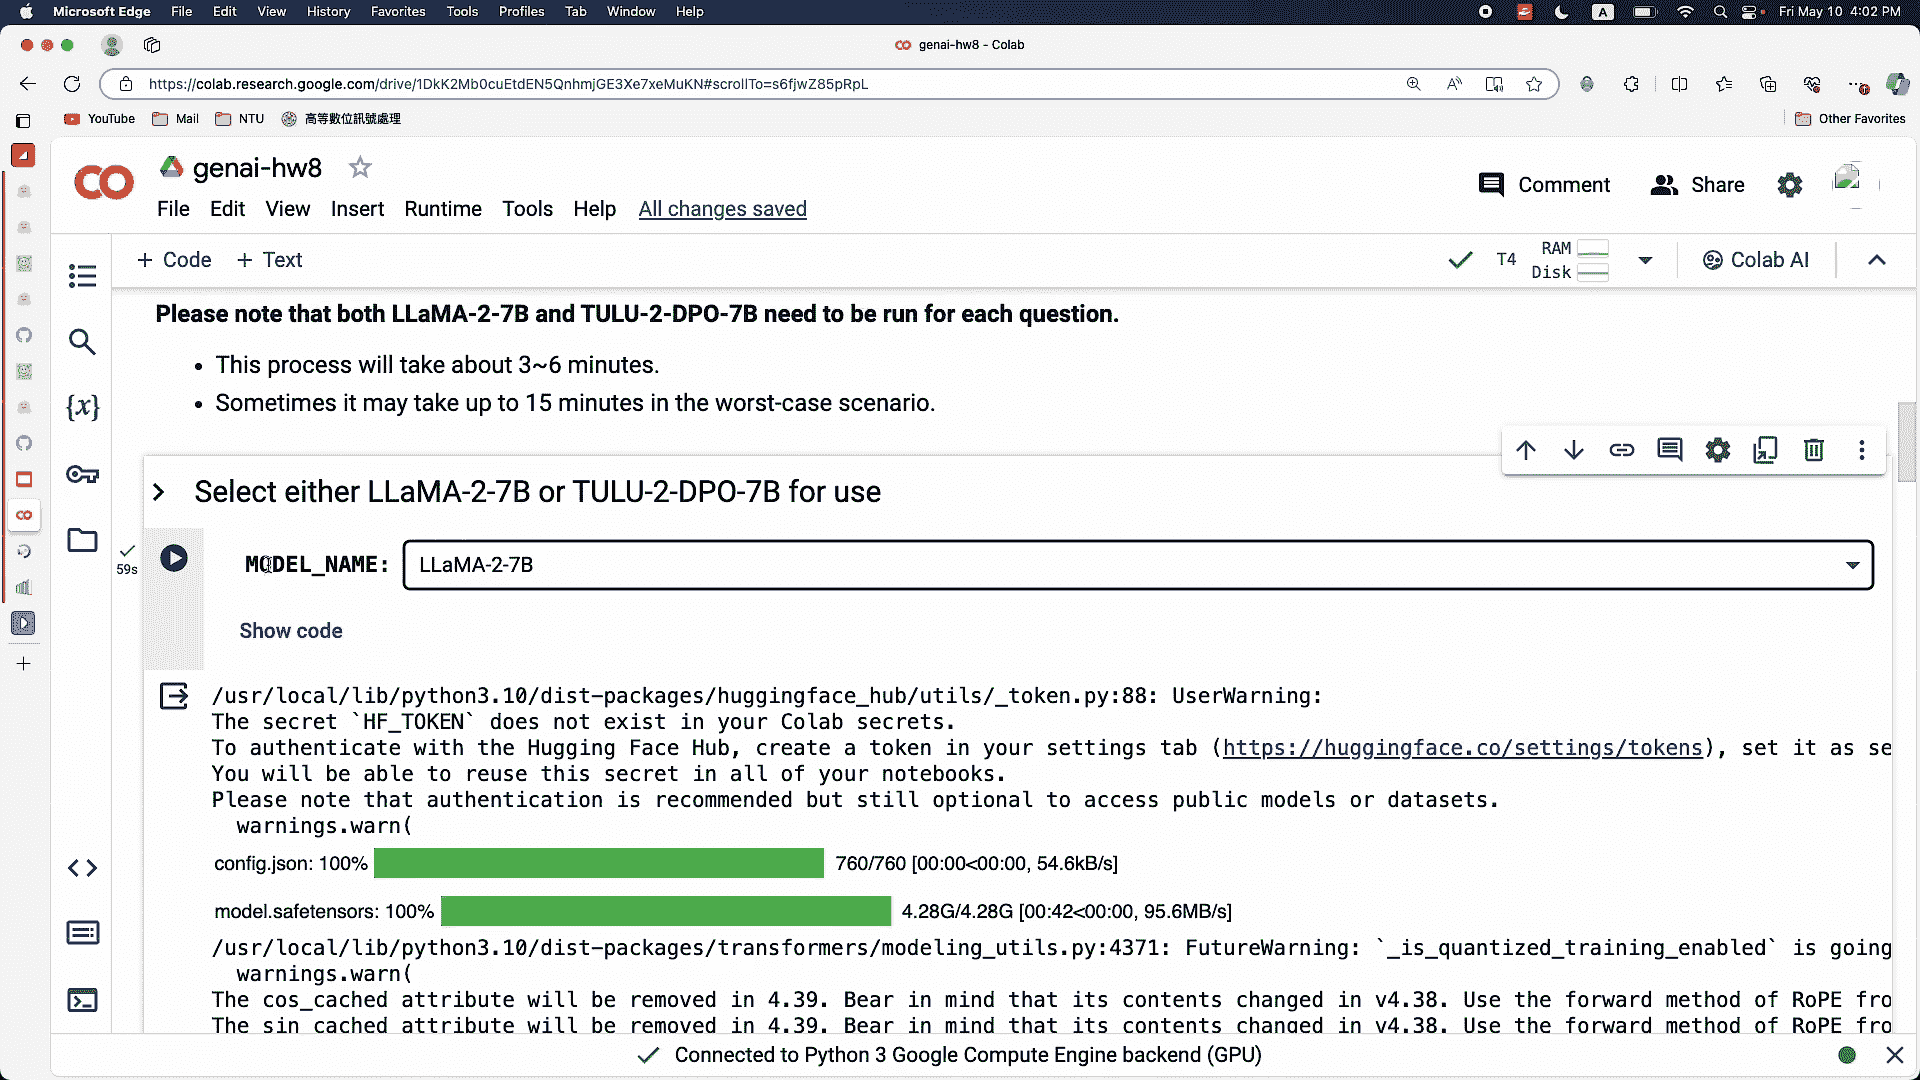 Microsoft Edge File Edit View History Favorites Tools Profiles Tab Window Help A Fri May 10 4:02 PM
genai-hw8 - Colab
https://colab.research.google.com/drive/1DkK2Mb0cuEtdEN5QnhmjGE3Xe7xeMuKN#scrollTo=s6fjwZ85pRpL
YouTube Mail NTU 高等數位訊號處理 Other Favorites
genai-hw8
Comment Share
File Edit View Insert Runtime Tools Help All changes saved
+ Code + Text T4 RAM Disk Colab AI
Please note that both LLaMA-2-7B and TULU-2-DPO-7B need to be run for each question.
• This process will take about 3~6 minutes.
• Sometimes it may take up to 15 minutes in the worst-case scenario.
Select either LLaMA-2-7B or TULU-2-DPO-7B for use
59s
MODEL_NAME: LLaMA-2-7B
Show code
/usr/local/lib/python3.10/dist-packages/huggingface_hub/utils/_token.py:88: UserWarning:
The secret `HF_TOKEN` does not exist in your Colab secrets.
To authenticate with the Hugging Face Hub, create a token in your settings tab (https://huggingface.co/settings/tokens), set it as se
You will be able to reuse this secret in all of your notebooks.
Please note that authentication is recommended but still optional to access public models or datasets.
warnings.warn(
config.json: 100% 760/760 [00:00<00:00, 54.6kB/s]
model.safetensors: 100% 4.28G/4.28G [00:42<00:00, 95.6MB/s]
/usr/local/lib/python3.10/dist-packages/transformers/modeling_utils.py:4371: FutureWarning: `_is_quantized_training_enabled` is going
warnings.warn(
The cos_cached attribute will be removed in 4.39. Bear in mind that its contents changed in v4.38. Use the forward method of RoPE fro
The sin_cached attribute will be removed in 4.39. Bear in mind that its contents changed in v4.38. Use the forward method of RoPE fro
Connected to Python 3 Google Compute Engine backend (GPU)